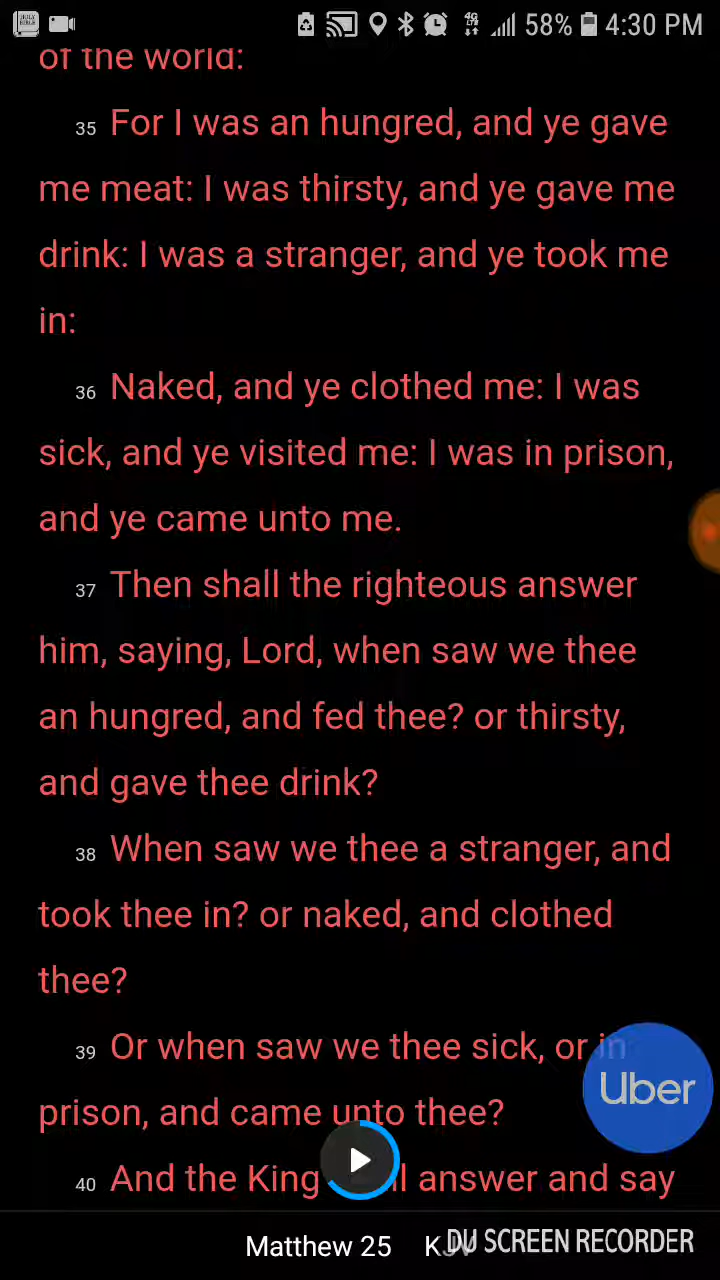 58% 4:30 PM
of the world:
35 For I was an hungred, and ye gave
me meat: I was thirsty, and ye gave me
drink: I was a stranger, and ye took me
in:
36 Naked, and ye clothed me: I was
sick, and ye visited me: I was in prison,
and ye came unto me.
37 Then shall the righteous answer
him, saying, Lord, when saw we thee
an hungred, and fed thee? or thirsty,
and gave thee drink?
38 When saw we thee a stranger, and
took thee in? or naked, and clothed
thee?
39 Or when saw we thee sick, or in
Uber
prison, and came unto thee?
40 And the King answer and say
Matthew 25 KJV
DU SCREEN RECORDER